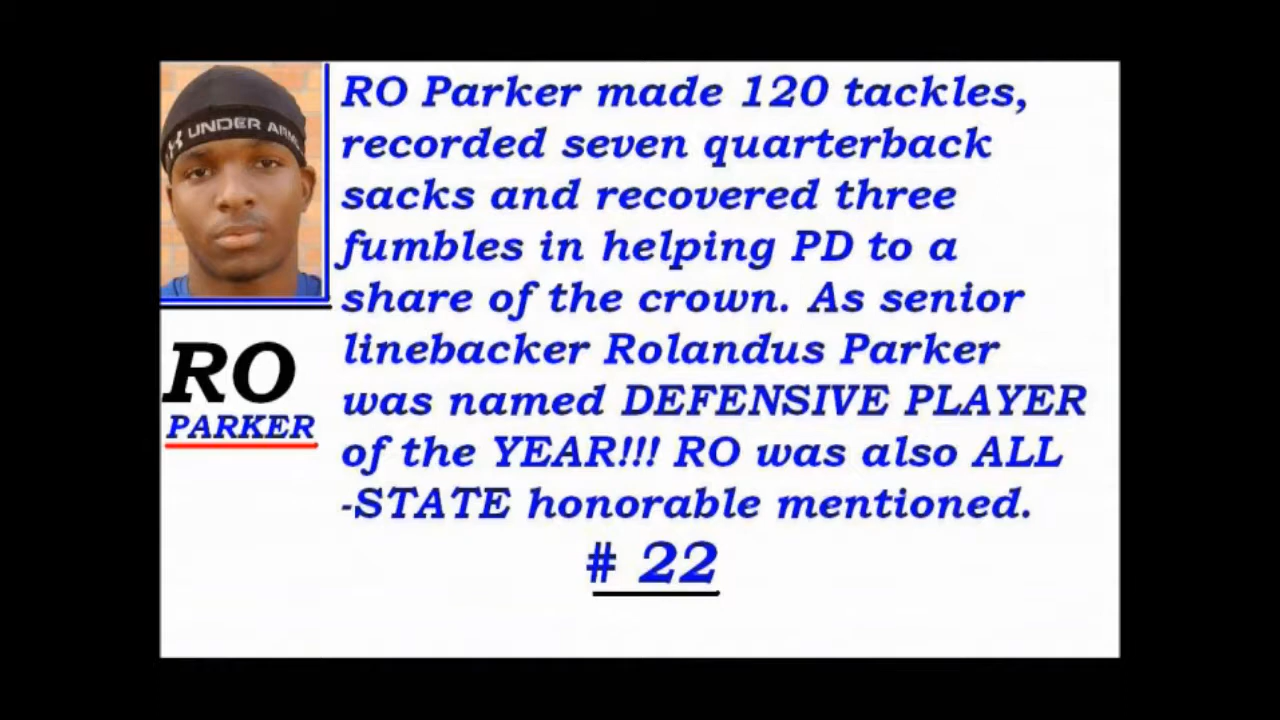 UNDER ARM
RO Parker made 120 tackles,
recorded seven quarterback
sacks and recovered three
fumbles in helping PD to a
share of the crown. As senior
linebacker Rolandus Parker
was named DEFENSIVE PLAYER
of the YEAR!!! RO was also ALL
-STATE honorable mentioned.
# 22
RO
PARKER